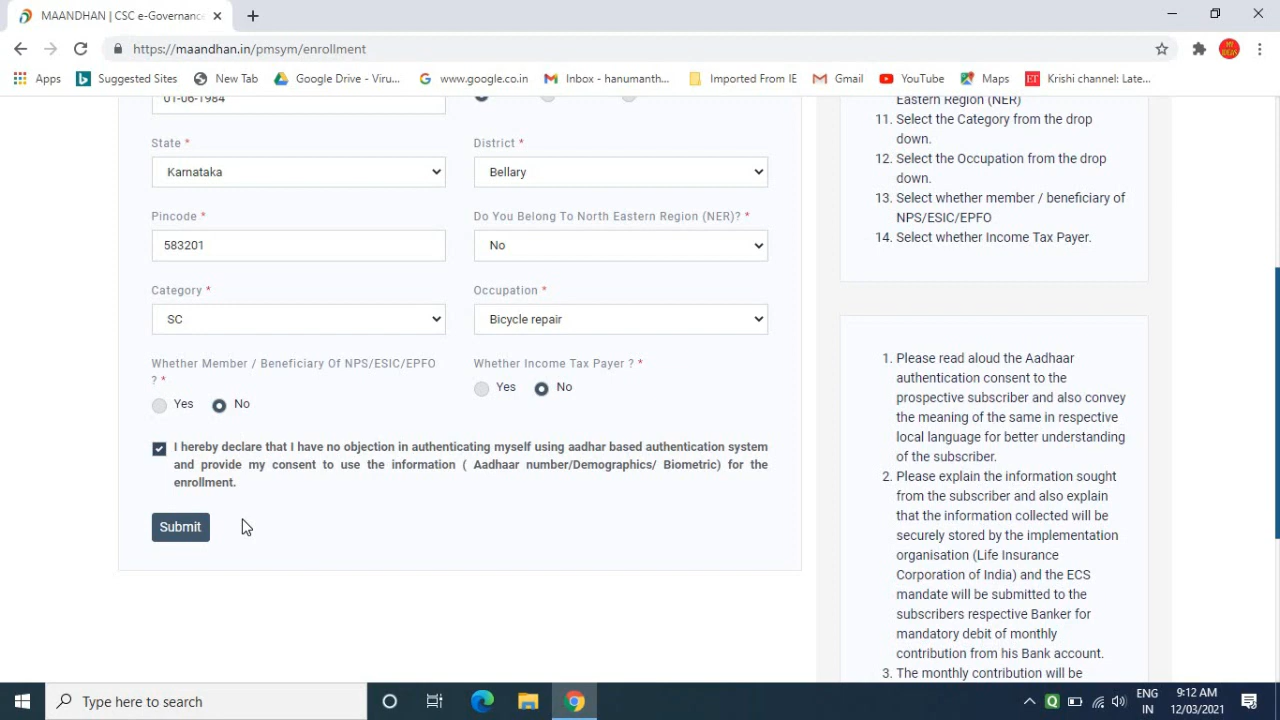 MAANDHAN | CSC e-Governance
https://maandhan.in/pmsym/enrollment
Apps
Suggested Sites
New Tab
Google Drive - Viru...
www.google.co.in
Inbox - hanumanth...
Imported From IE
Gmail
YouTube
Maps
Krishi channel: Late...
01-06-1984
State *
District *
Karnataka
Bellary
Pincode *
Do You Belong To North Eastern Region (NER)? *
583201
No
Category *
Occupation *
SC
Bicycle repair
Whether Member / Beneficiary Of NPS/ESIC/EPFO
? *
Yes
No
Whether Income Tax Payer ? *
Yes
No
I hereby declare that I have no objection in authenticating myself using aadhar based authentication system
and provide my consent to use the information ( Aadhaar number/Demographics/ Biometric) for the
enrollment.
Submit
Eastern Region (NER)
11. Select the Category from the drop
down.
12. Select the Occupation from the drop
down.
13. Select whether member / beneficiary of
NPS/ESIC/EPFO
14. Select whether Income Tax Payer.
1. Please read aloud the Aadhaar
authentication consent to the
prospective subscriber and also convey
the meaning of the same in respective
local language for better understanding
of the subscriber.
2. Please explain the information sought
from the subscriber and also explain
that the information collected will be
securely stored by the implementation
organisation (Life Insurance
Corporation of India) and the ECS
mandate will be submitted to the
subscribers respective Banker for
mandatory debit of monthly
contribution from his Bank account.
3. The monthly contribution will be
Type here to search
ENG
IN
9:12 AM
12/03/2021